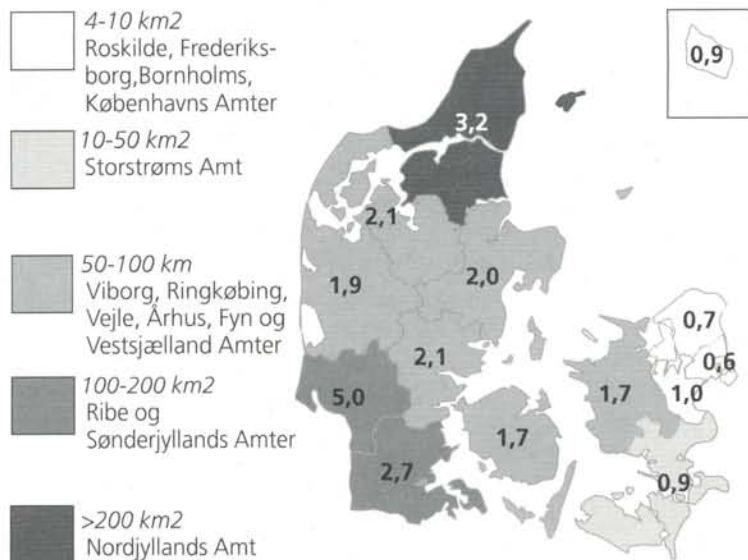 4-10 km2
Roskilde, Frederiks-
borg,Bornholms,
Københavns Amter
10-50 km2
Storstrøms Amt
50-100 km
Viborg, Ringkøbing,
Vejle, Århus, Fyn og
Vestsjælland Amter
100-200 km2
Ribe og
Sønderjyllands Amter
>200 km2
Nordjyllands Amt
0,9
3,2
2,1
1,9
2,0
0,7
0,6
2,1
5,0
1,7
1,0
1,7
2,7
0,9